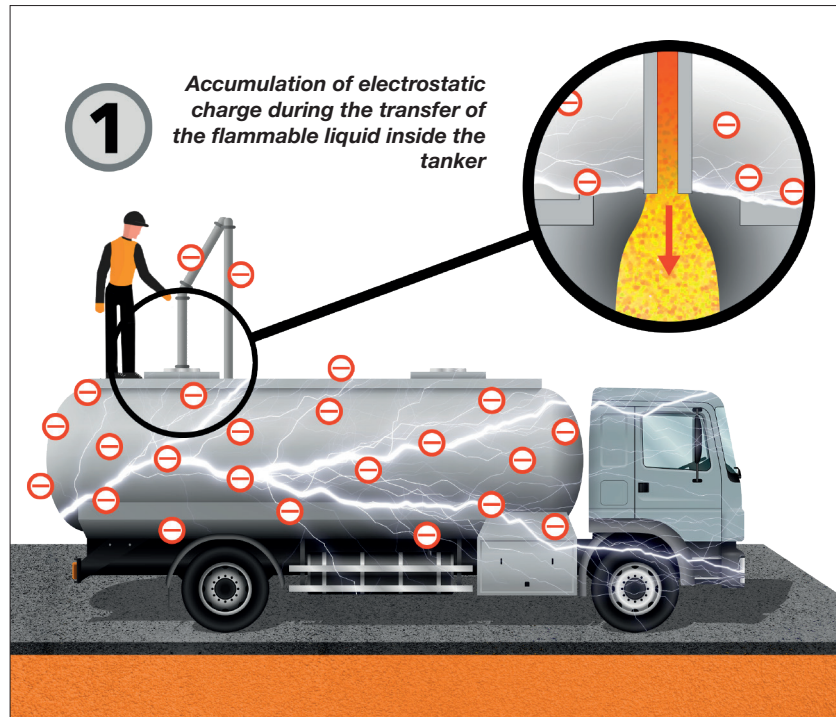 1
Accumulation of electrostatic
charge during the transfer of
the flammable liquid inside the
tanker